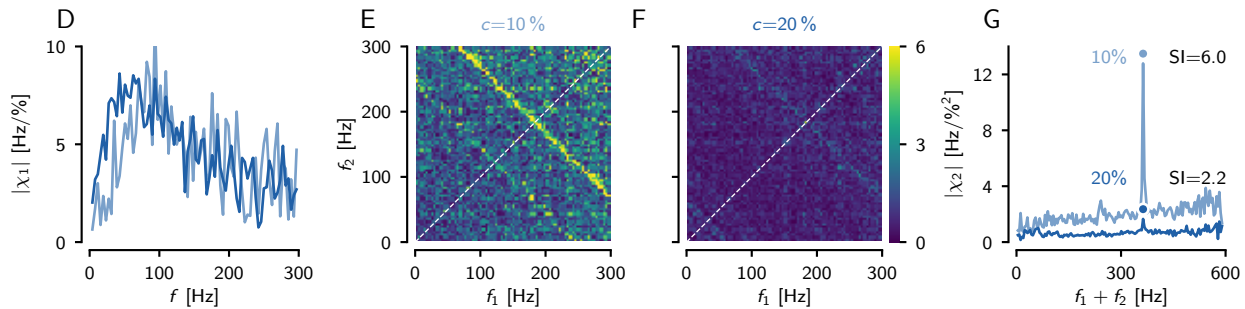 D
|χ₁| [Hz/%]
10
5
0
0 100 200 300
f [Hz]
E
c=10 %
f₂ [Hz]
300
200
100
0
0 100 200 300
f₁ [Hz]
F
c=20 %
0 100 200 300
f₁ [Hz]
6
3
0
|χ₂| [Hz/%²]
G
12
8
4
0
10%
SI=6.0
20%
SI=2.2
0 300 600
f₁ + f₂ [Hz]